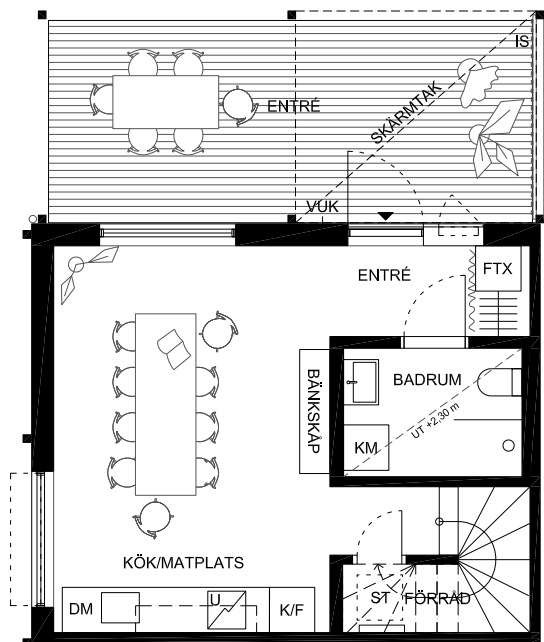 IS
ENTRÉ
SKÄRMTAK
VUK
ENTRÉ
FTX
BÄNKSKÅP
BADRUM
UT +2,30 m
KM
KÖK/MATPLATS
DM
U
K/F
ST
FÖRRÅD